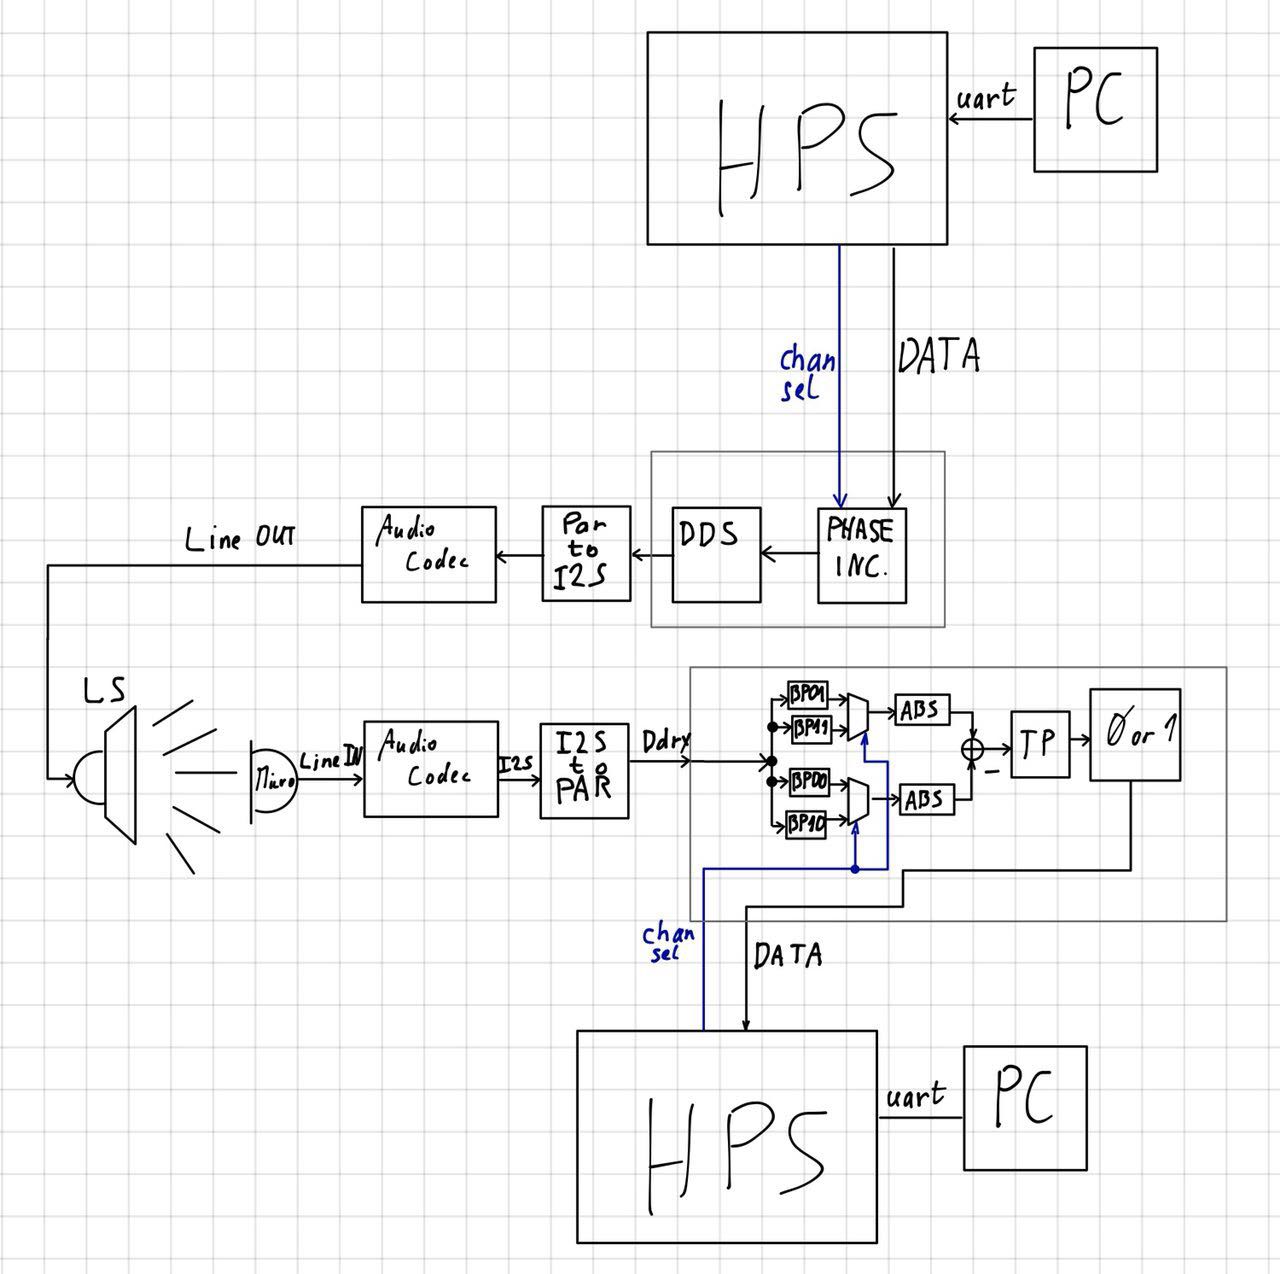 HPS
uart
PC
chan
sel
DATA
Line OUT
Audio
Codec
Par
to
I2S
DDS
PHASE
INC.
LS
Micro
Line IN
Audio
Codec
I2S
I2S
to
PAR
Ddry
BP01
BP11
BP00
BP10
ABS
ABS
−
TP
0 or 1
chan
sel
DATA
HPS
uart
PC